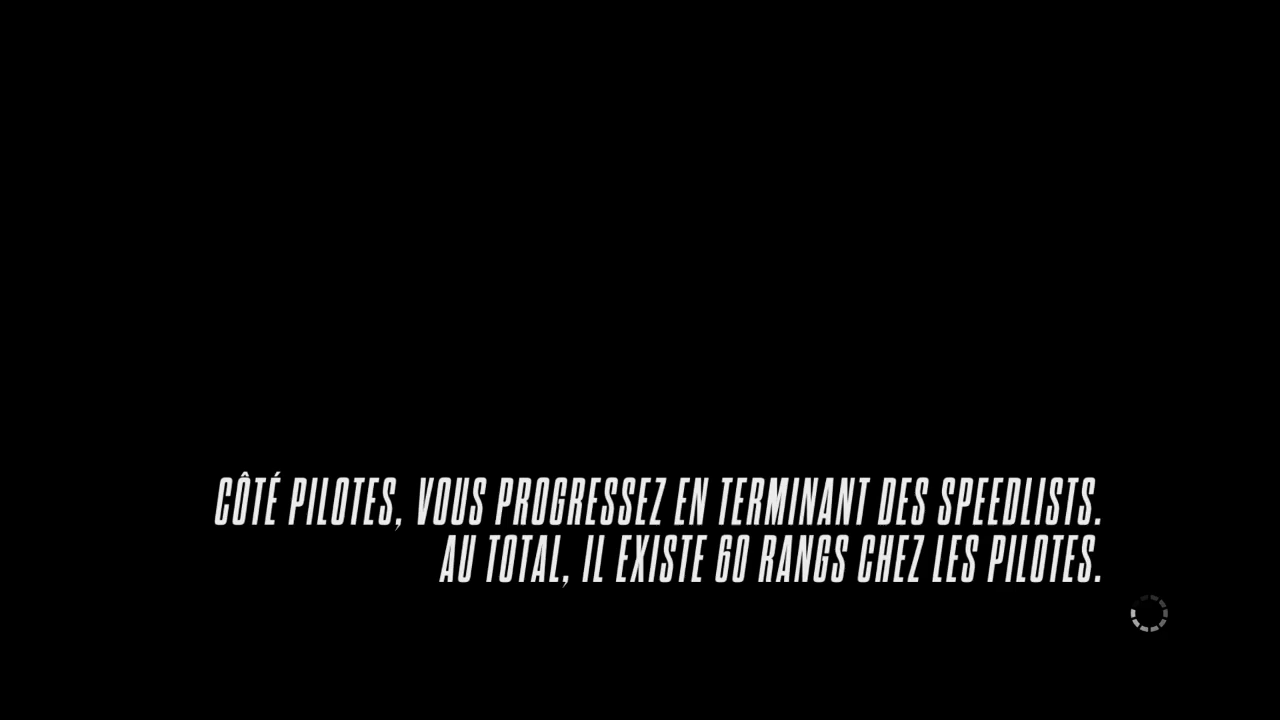 CÔTÉ PILOTES, VOUS PROGRESSEZ EN TERMINANT DES SPEEDLISTS.
AU TOTAL, IL EXISTE 60 RANGS CHEZ LES PILOTES.